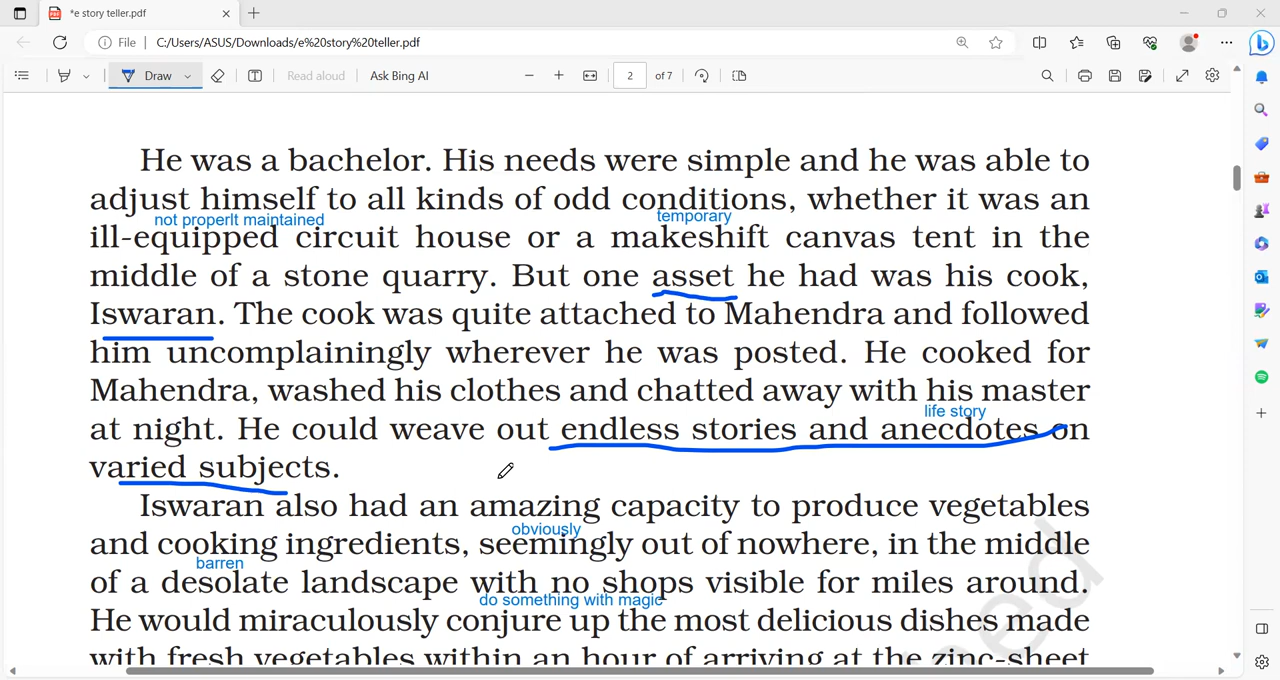 *e story teller.pdf
File
C:/Users/ASUS/Downloads/e%20story%20teller.pdf
Draw
Read aloud
Ask Bing AI
2
of 7
He was a bachelor. His needs were simple and he was able to
adjust himself to all kinds of odd conditions, whether it was an
not properlt maintained
temporary
ill-equipped circuit house or a makeshift canvas tent in the
middle of a stone quarry. But one asset he had was his cook,
Iswaran. The cook was quite attached to Mahendra and followed
him uncomplainingly wherever he was posted. He cooked for
Mahendra, washed his clothes and chatted away with his master
life story
at night. He could weave out endless stories and anecdotes on
varied subjects.
Iswaran also had an amazing capacity to produce vegetables
obviously
and cooking ingredients, seemingly out of nowhere, in the middle
barren
of a desolate landscape with no shops visible for miles around.
do something with magic
He would miraculously conjure up the most delicious dishes made
with fresh vegetables within an hour of arriving at the zinc-sheet